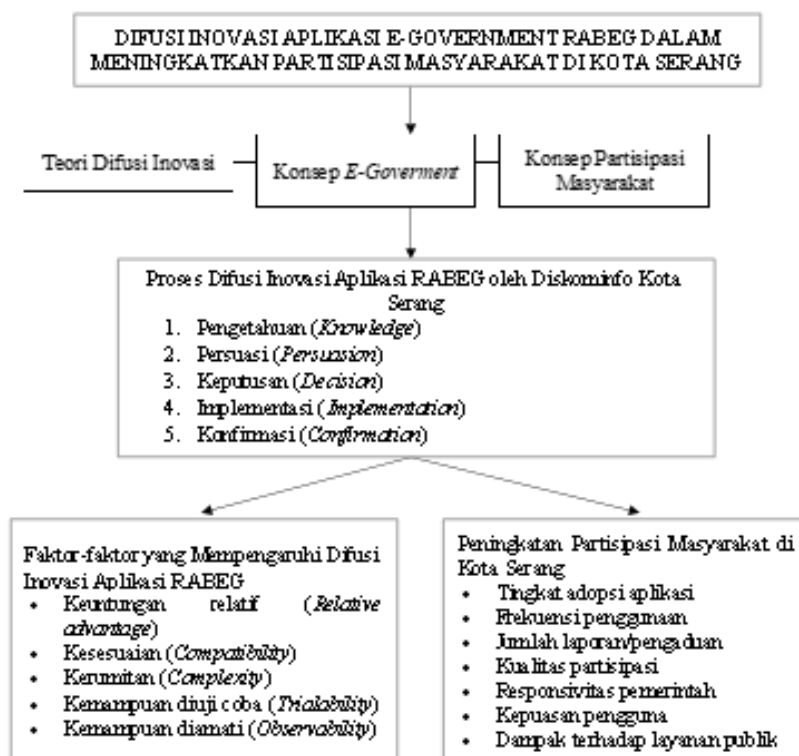 DIFUSI INOVASI APLIKASI E-GOVERNMENT RABEG DALAM
MENINGKATKAN PARTISIPASI MASYARAKAT DI KOTA SERANG
Teori Difusi Inovasi
Konsep E-Goverment
Konsep Partisipasi
Masyarakat
Proses Difusi Inovasi Aplikasi RABEG oleh Diskominfo Kota
Serang
1. Pengetahuan (Knowledge)
2. Persuasi (Persuasion)
3. Keputusan (Decision)
4. Implementasi (Implementation)
5. Konfirmasi (Confirmation)
Faktor-faktor yang Mempengaruhi Difusi
Inovasi Aplikasi RABEG
• Keuntungan relatif (Relative
advantage)
• Kesesuaian (Compatibility)
• Kerumitan (Complexity)
• Kemampuan diuji coba (Trialability)
• Kemampuan diamati (Observability)
Peningkatan Partisipasi Masyarakat di
Kota Serang
• Tingkat adopsi aplikasi
• Frekuensi penggunaan
• Jumlah laporan/pengaduan
• Kualitas partisipasi
• Responsivitas pemerintah
• Kepuasan pengguna
• Dampak terhadap layanan publik